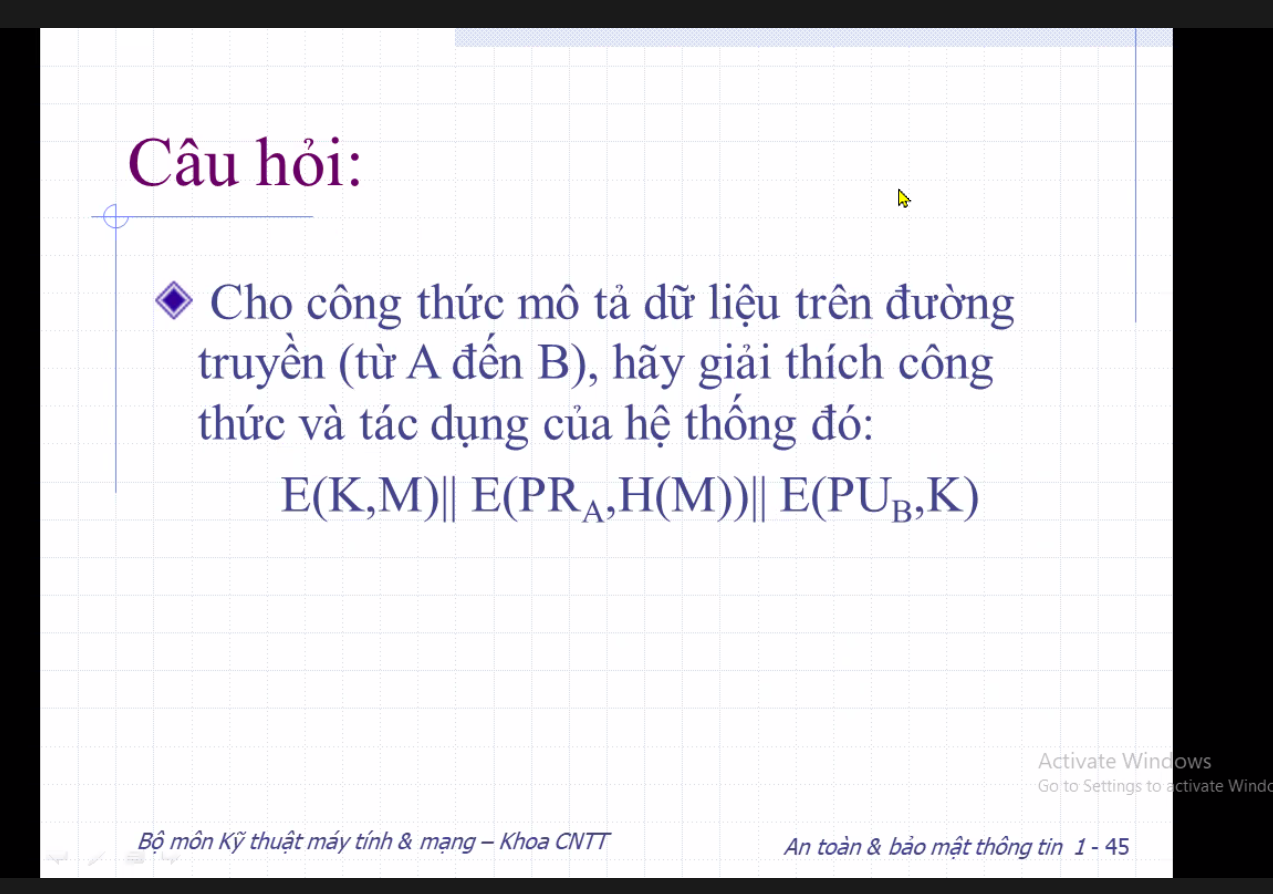 Câu hỏi:
Cho công thức mô tả dữ liệu trên đường
truyền (từ A đến B), hãy giải thích công
thức và tác dụng của hệ thống đó:
E(K,M)|| E(PR_A,H(M))|| E(PU_B,K)
Activate Windows
Go to Settings to activate Windo
Bộ môn Kỹ thuật máy tính & mạng – Khoa CNTT
An toàn & bảo mật thông tin 1 - 45